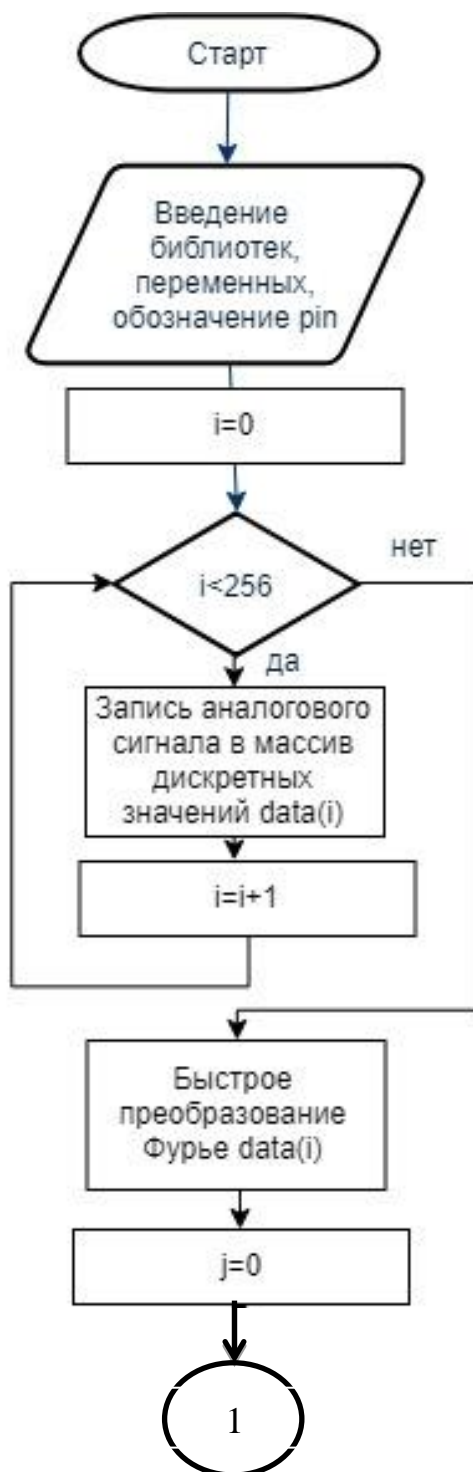 Старт
Введение
библиотек,
переменных,
обозначение pin
i=0
i<256
нет
да
Запись аналогового
сигнала в массив
дискретных
значений data(i)
i=i+1
Быстрое
преобразование
Фурье data(i)
j=0
1